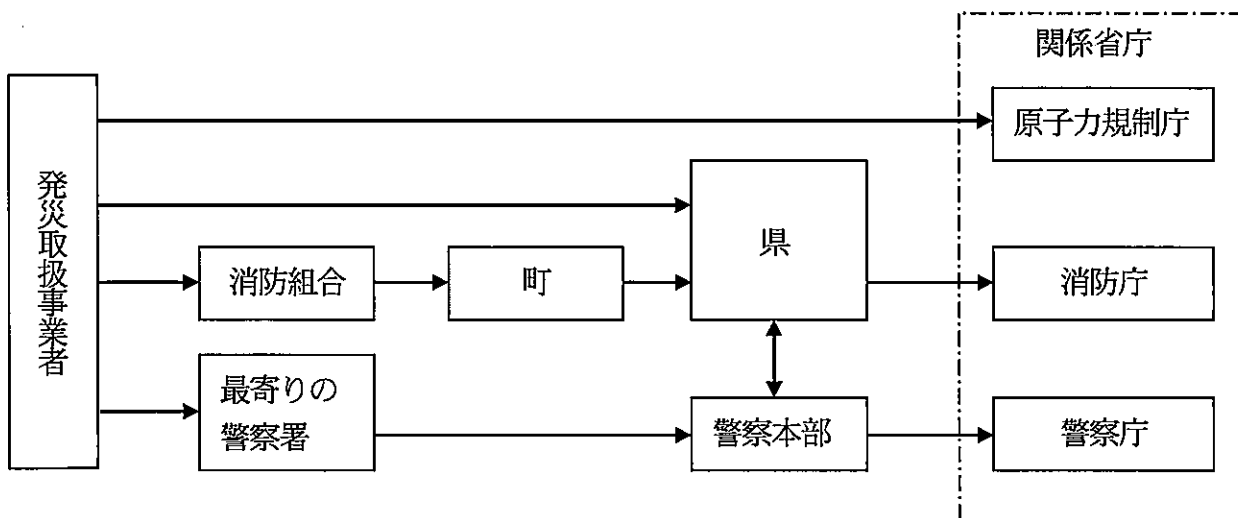 関係省庁
原子力規制庁
発災取扱事業者
県
消防組合
町
消防庁
最寄りの
警察署
警察本部
警察庁